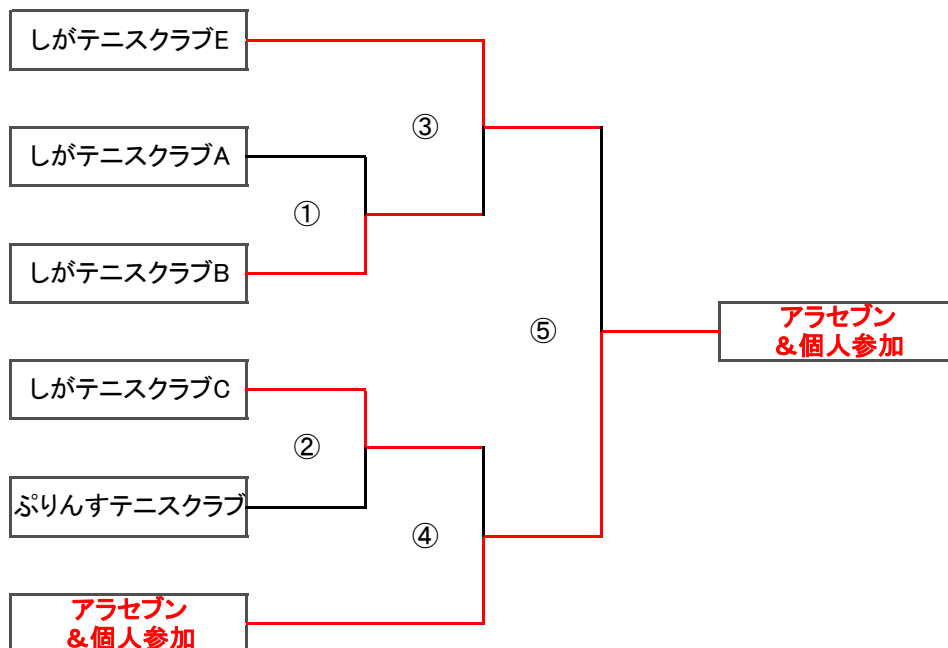 しがテニスクラブE
③
しがテニスクラブA
①
しがテニスクラブB
⑤
アラセブン
＆個人参加
しがテニスクラブC
②
ぷりんすテニスクラブ
④
アラセブン
＆個人参加